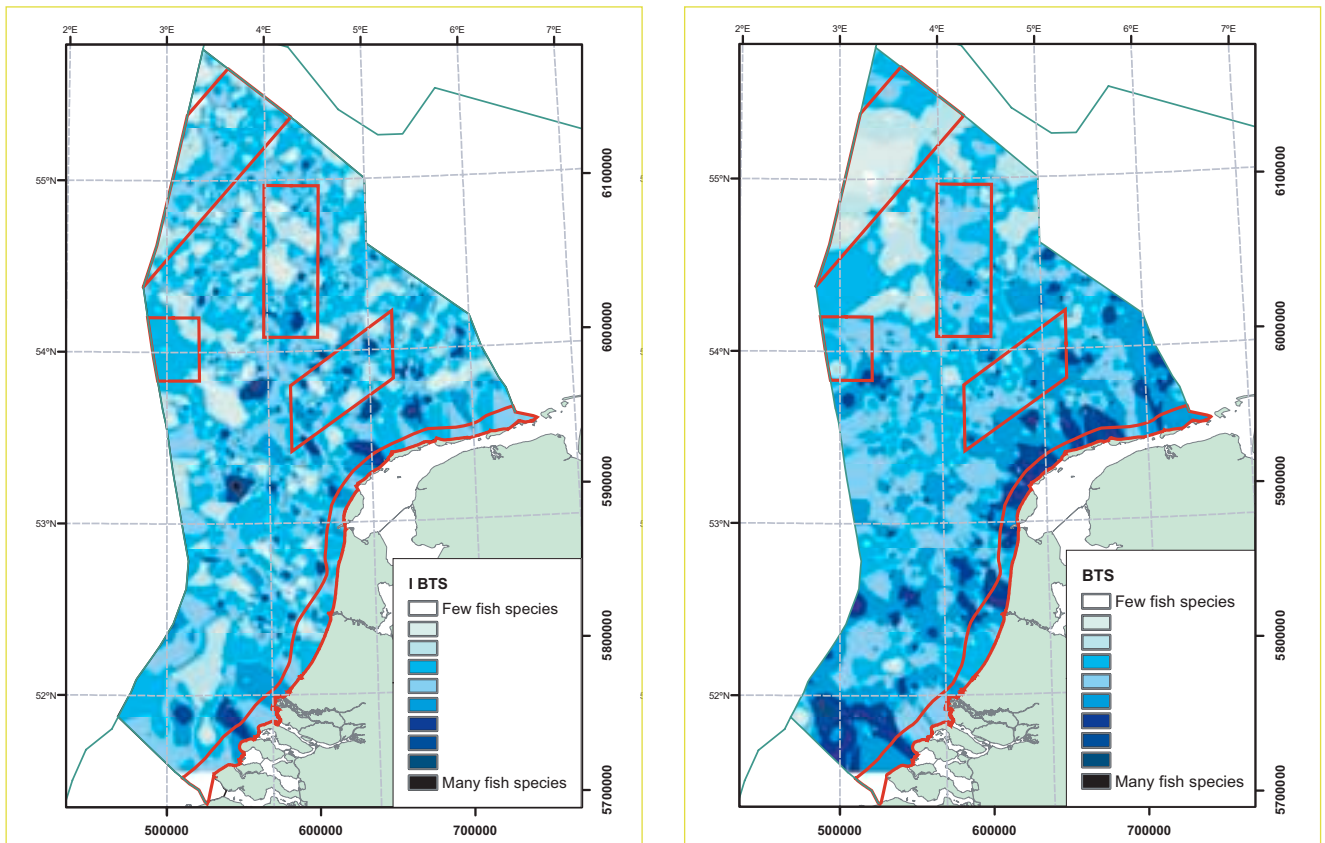 2°E 3°E 4°E 5°E 6°E 7°E
55°N
54°N
53°N
52°N
6100000
6000000
5900000
5800000
5700000
500000 600000 700000
I BTS
Few fish species
Many fish species
2°E 3°E 4°E 5°E 6°E 7°E
55°N
54°N
53°N
52°N
6100000
6000000
5900000
5800000
5700000
500000 600000 700000
BTS
Few fish species
Many fish species